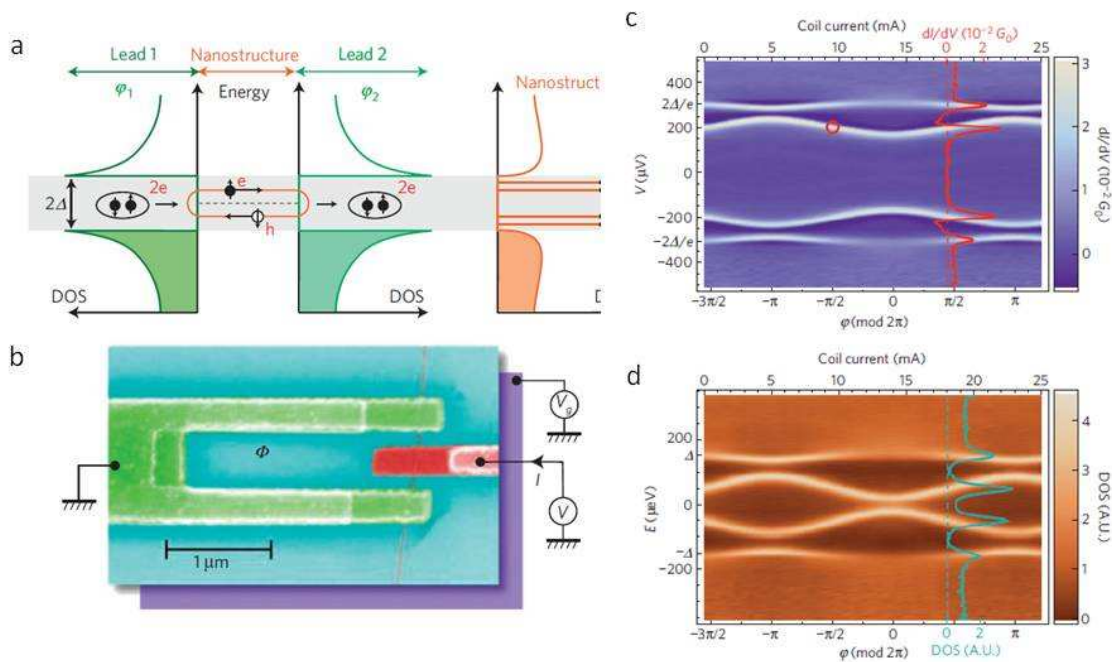 a
Lead 1
Nanostructure
Lead 2
φ1
Energy
φ2
Nanostruct
2Δ
2e
e
h
2e
DOS
DOS
D
b
Φ
1 μm
Vg
I
V
c
Coil current (mA)
dI/dV (10⁻² G₀)
0 5 10 15 0 2 25
V (μV)
400
2Δ/e
200
0
−200
−2Δ/e
−400
3
2
1
0
dI/dV (10⁻² G₀)
−3π/2 −π −π/2 0 π/2 π
φ (mod 2π)
d
Coil current (mA)
0 5 10 15 20 25
E (μeV)
200
Δ
0
−Δ
−200
4
3
2
1
0
DOS (A.U.)
−3π/2 −π −π/2 0 0 2 π
φ (mod 2π)
DOS (A.U.)